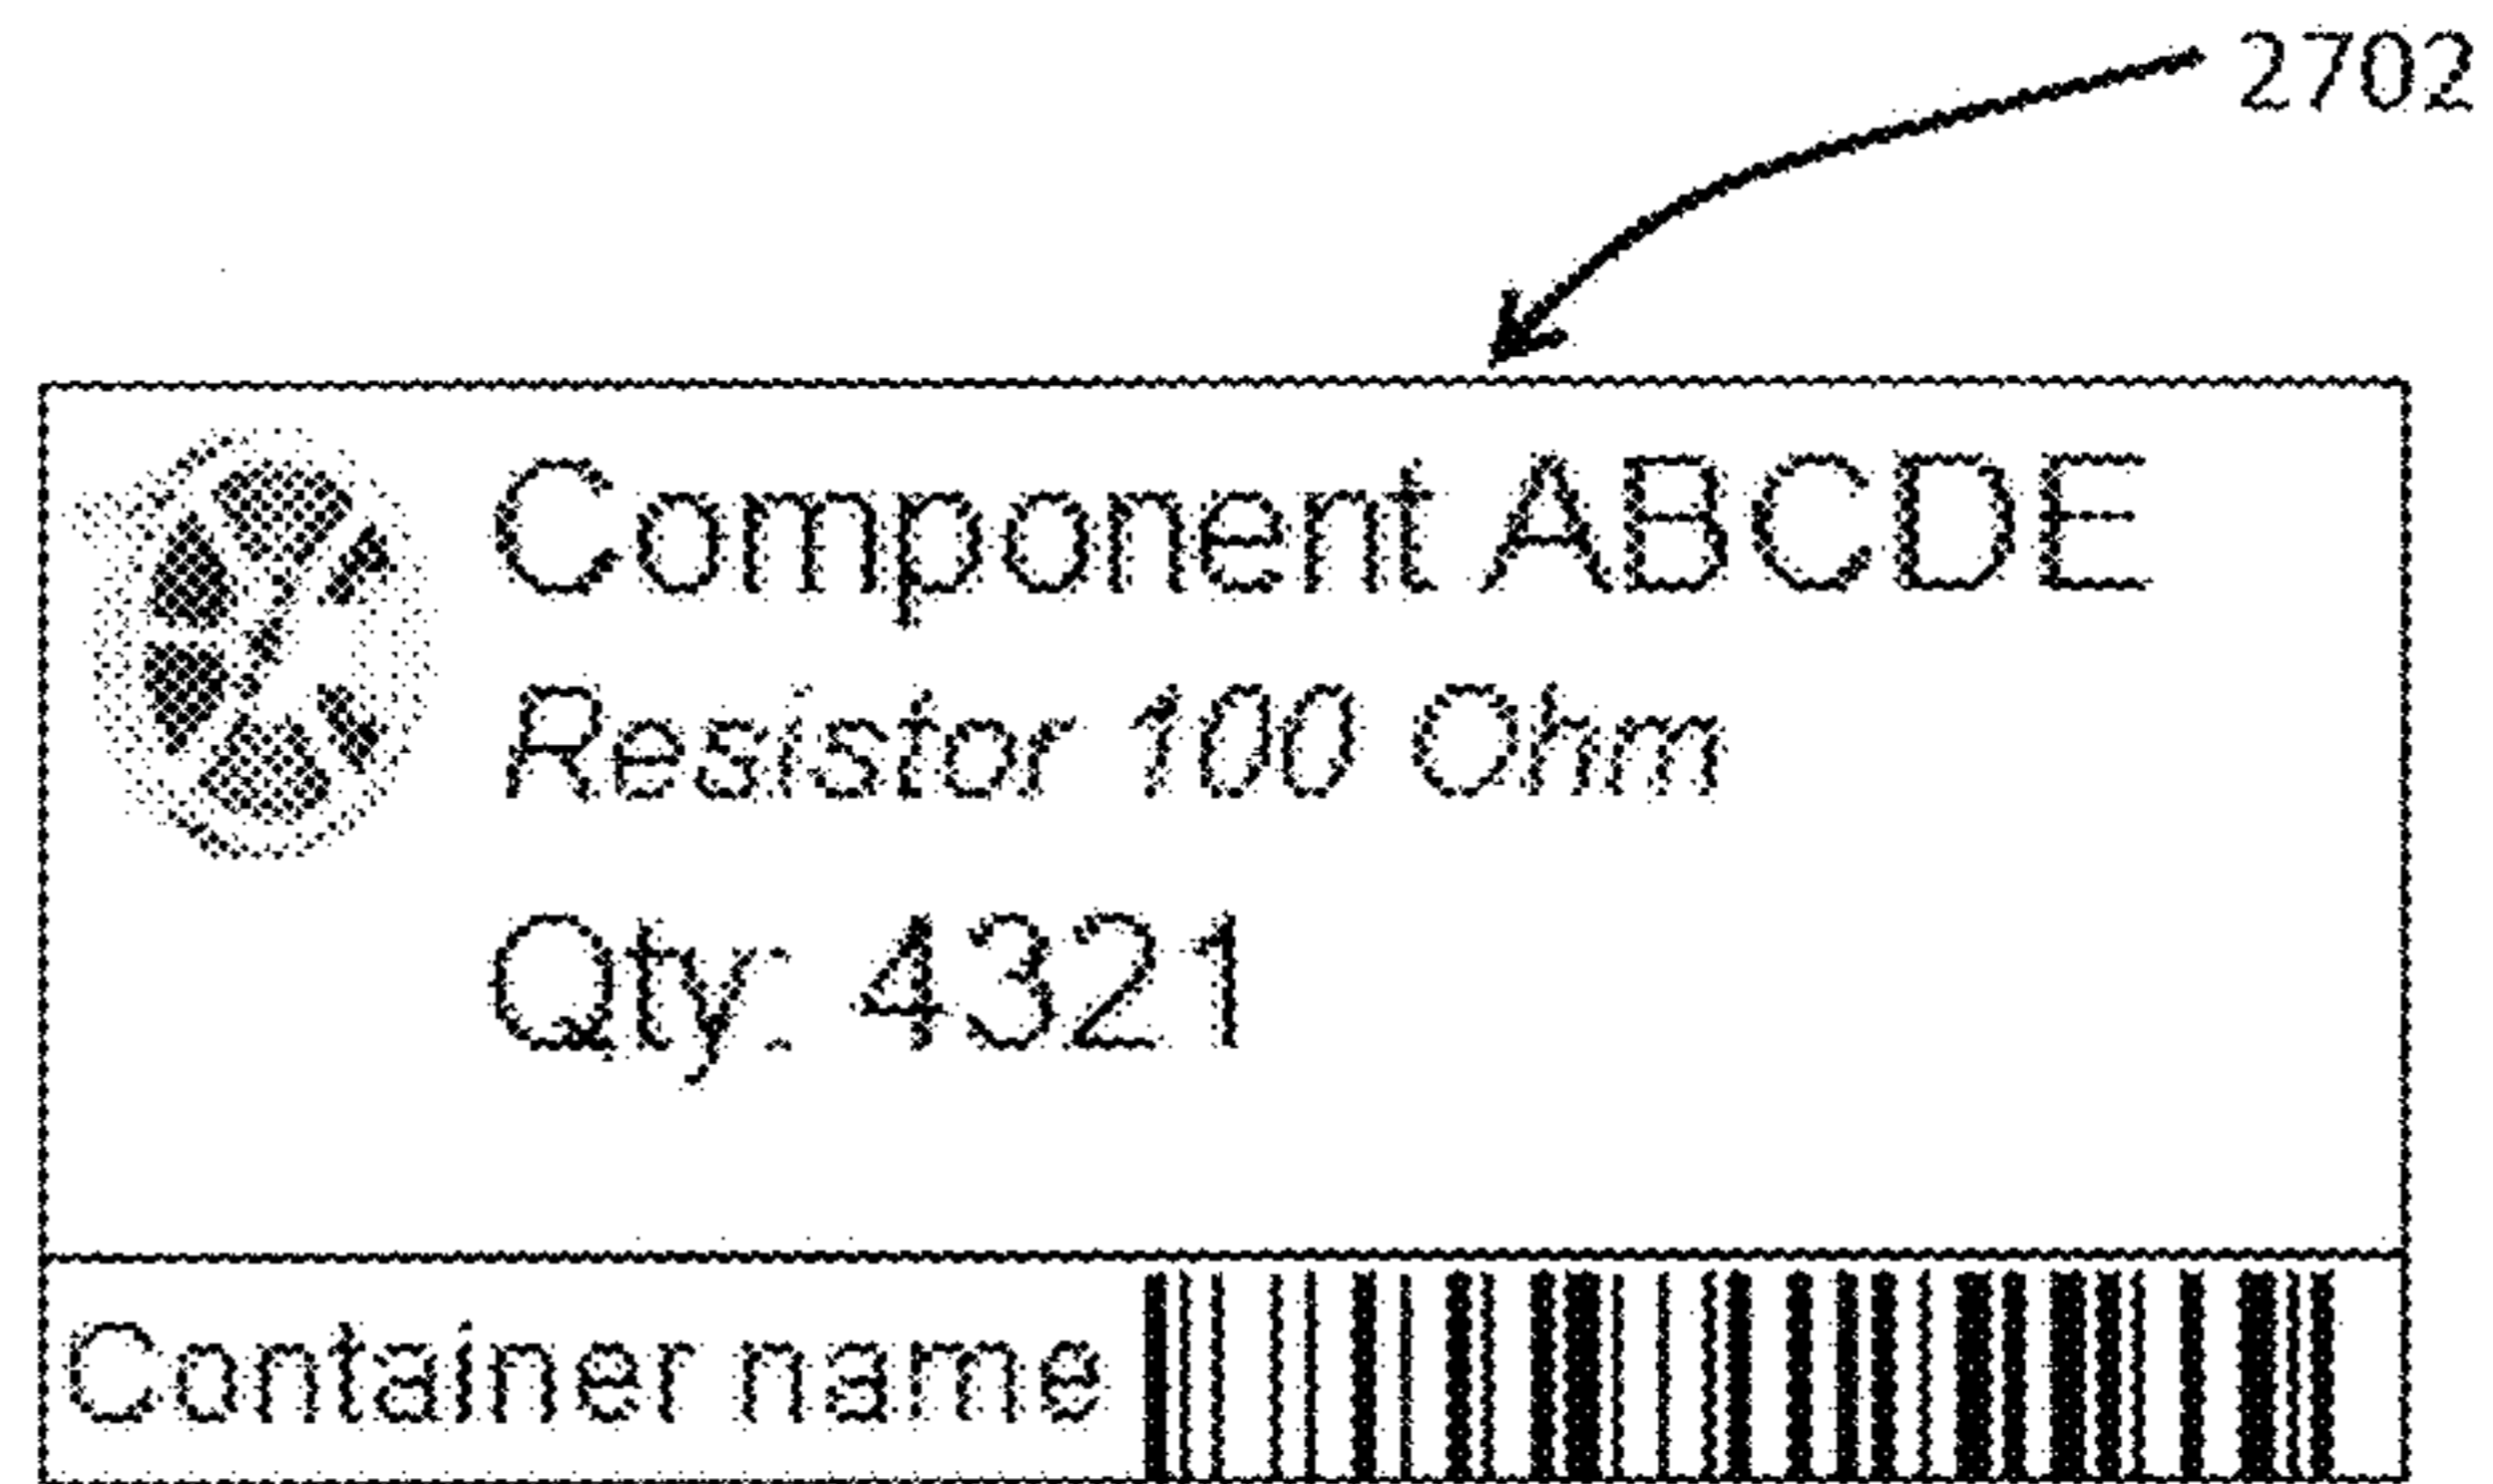 2702
Component ABCDE
Resistor 100 Ohm
Qty: 4321
Container name